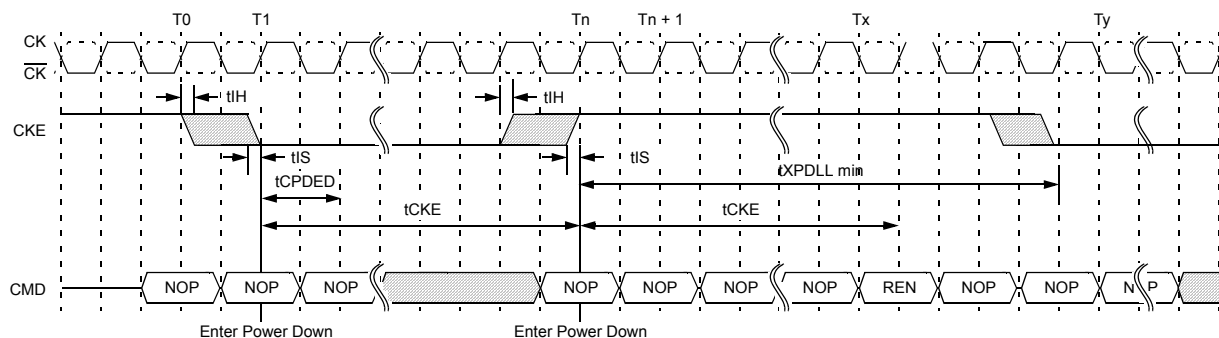 T0 T1 Tn Tn + 1 Tx Ty
CK
CK
tIH tIH
CKE
tIS tIS
tCPDED tXPDLL min
tCKE tCKE
CMD NOP NOP NOP NOP NOP NOP NOP REN NOP NOP NOP
Enter Power Down Enter Power Down